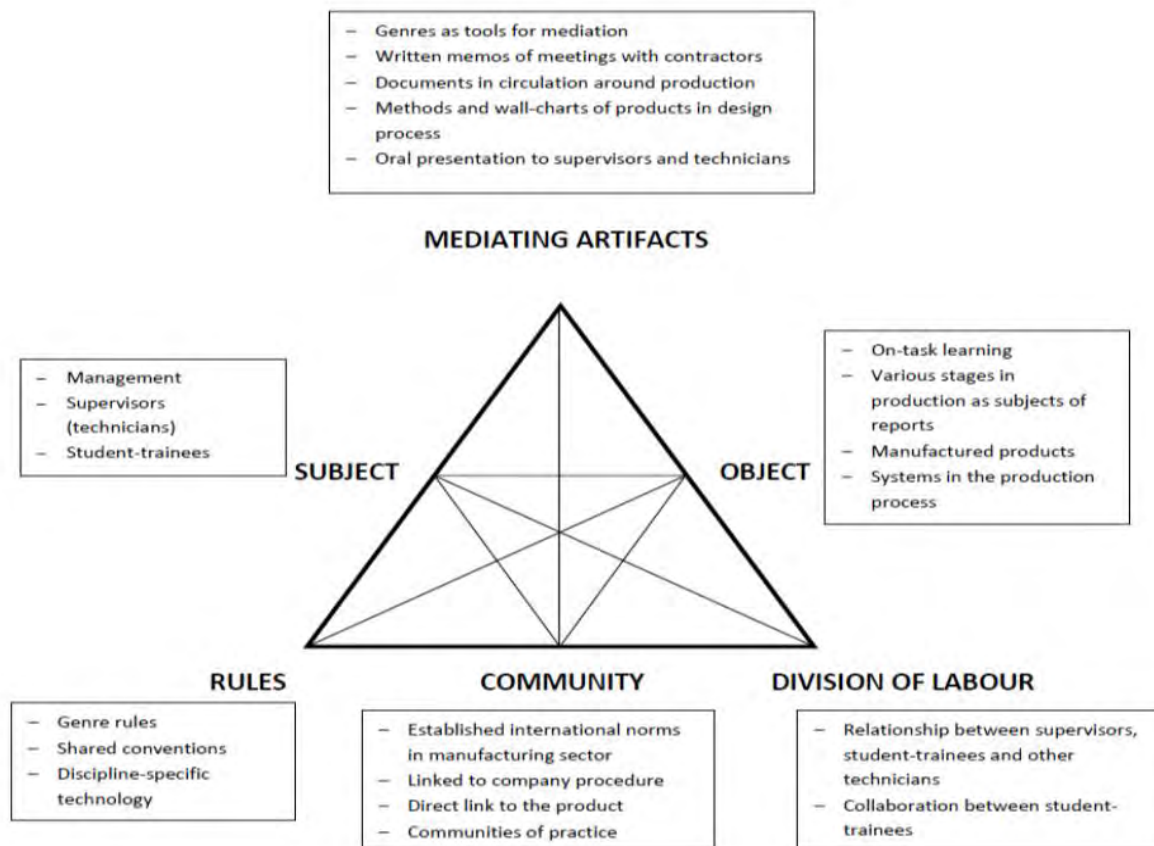 – Genres as tools for mediation
– Written memos of meetings with contractors
– Documents in circulation around production
– Methods and wall-charts of products in design
process
– Oral presentation to supervisors and technicians
MEDIATING ARTIFACTS
– Management
– Supervisors
(technicians)
– Student-trainees
SUBJECT
OBJECT
– On-task learning
– Various stages in
production as subjects of
reports
– Manufactured products
– Systems in the production
process
RULES
– Genre rules
– Shared conventions
– Discipline-specific
technology
COMMUNITY
– Established international norms
in manufacturing sector
– Linked to company procedure
– Direct link to the product
– Communities of practice
DIVISION OF LABOUR
– Relationship between supervisors,
student-trainees and other
technicians
– Collaboration between student-
trainees